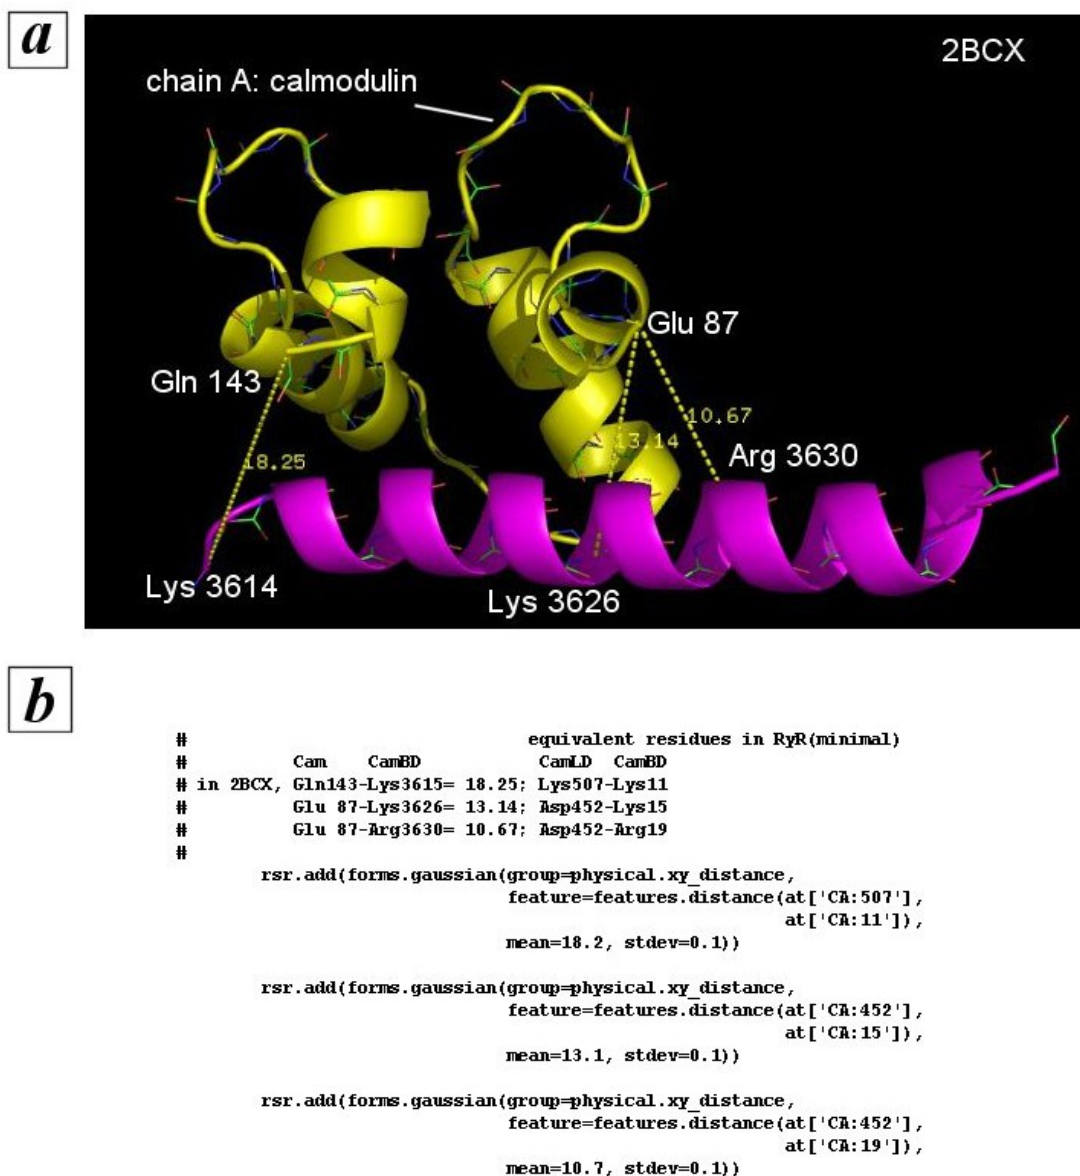 a
2BCX
chain A: calmodulin
Glu 87
Gln 143
10.67
13.14
Arg 3630
18.25
Lys 3614
Lys 3626
b
# equivalent residues in RyR(minimal)
# Cam CamBD CamLD CamBD
# in 2BCX, Gln143-Lys3615= 18.25; Lys507-Lys11
# Glu 87-Lys3626= 13.14; Asp452-Lys15
# Glu 87-Arg3630= 10.67; Asp452-Arg19
#
rsr.add(forms.gaussian(group=physical.xy_distance,
feature=features.distance(at['CA:507'],
at['CA:11']),
mean=18.2, stdev=0.1))
rsr.add(forms.gaussian(group=physical.xy_distance,
feature=features.distance(at['CA:452'],
at['CA:15']),
mean=13.1, stdev=0.1))
rsr.add(forms.gaussian(group=physical.xy_distance,
feature=features.distance(at['CA:452'],
at['CA:19']),
mean=10.7, stdev=0.1))